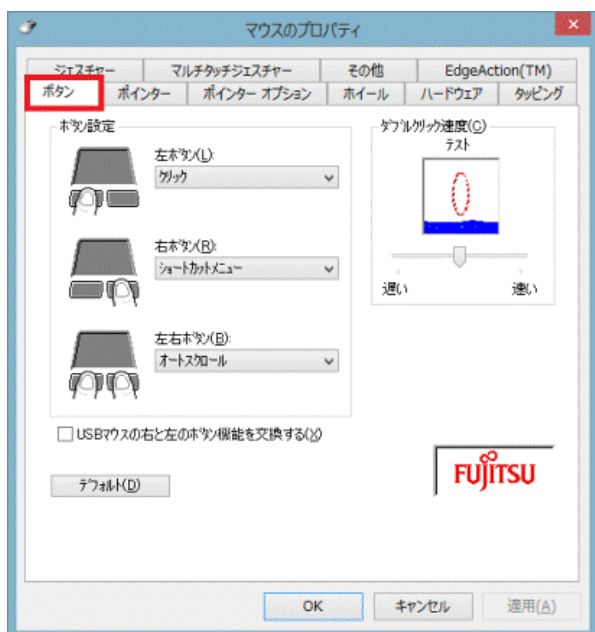 マウスのプロパティ
ジェスチャー マルチタッチジェスチャー その他 EdgeAction(TM)
ボタン ポインター ポインター オプション ホイール ハードウェア タッピング
ボタン設定
左ボタン(L):
クリック
右ボタン(R):
ショートカットメニュー
左右ボタン(B):
オートスクロール
ダブルクリック速度(C)
テスト
遅い 速い
USBマウスの右と左のボタン機能を交換する(X)
デフォルト(D)
FUJITSU
OK キャンセル 適用(A)